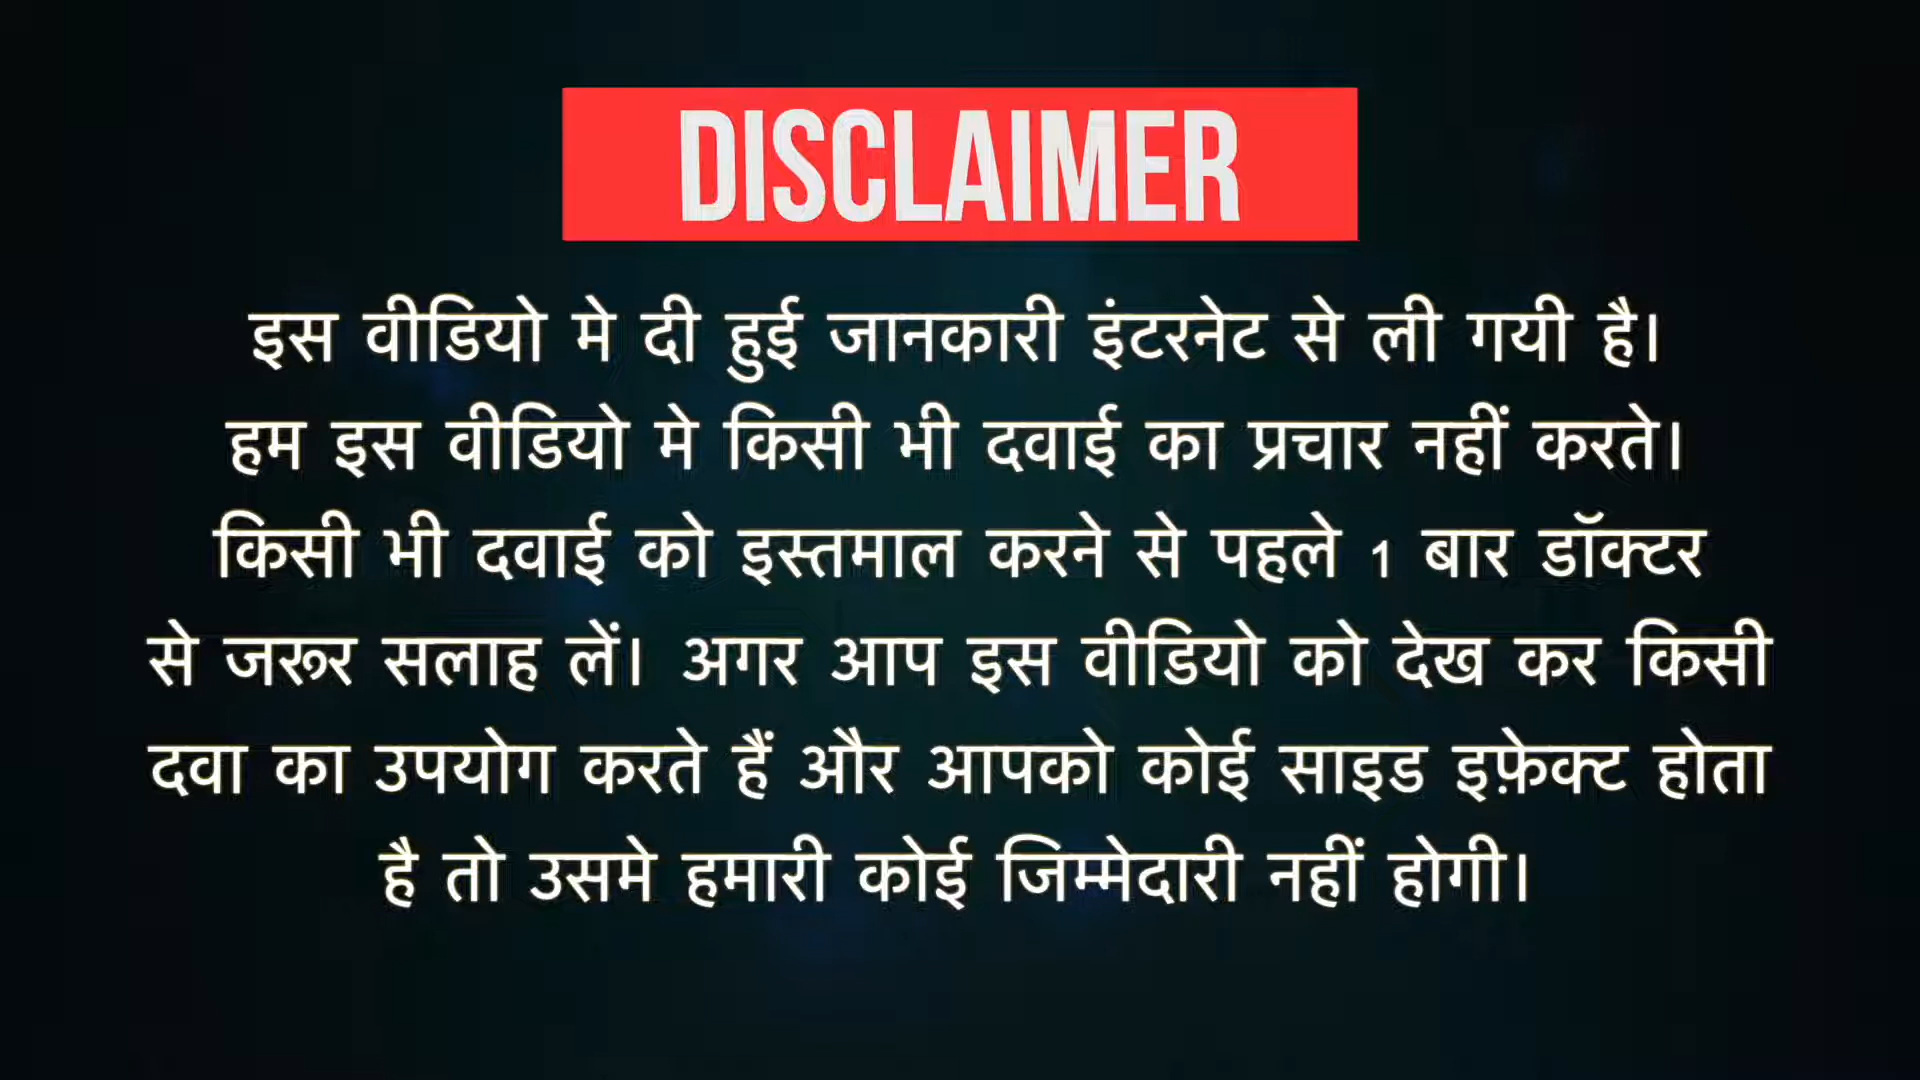 DISCLAIMER
इस वीडियो मे दी हुई जानकारी इंटरनेट से ली गयी है।
हम इस वीडियो मे किसी भी दवाई का प्रचार नहीं करते।
किसी भी दवाई को इस्तमाल करने से पहले 1 बार डॉक्टर
से जरूर सलाह लें। अगर आप इस वीडियो को देख कर किसी
दवा का उपयोग करते हैं और आपको कोई साइड इफ़ेक्ट होता
है तो उसमे हमारी कोई जिम्मेदारी नहीं होगी।